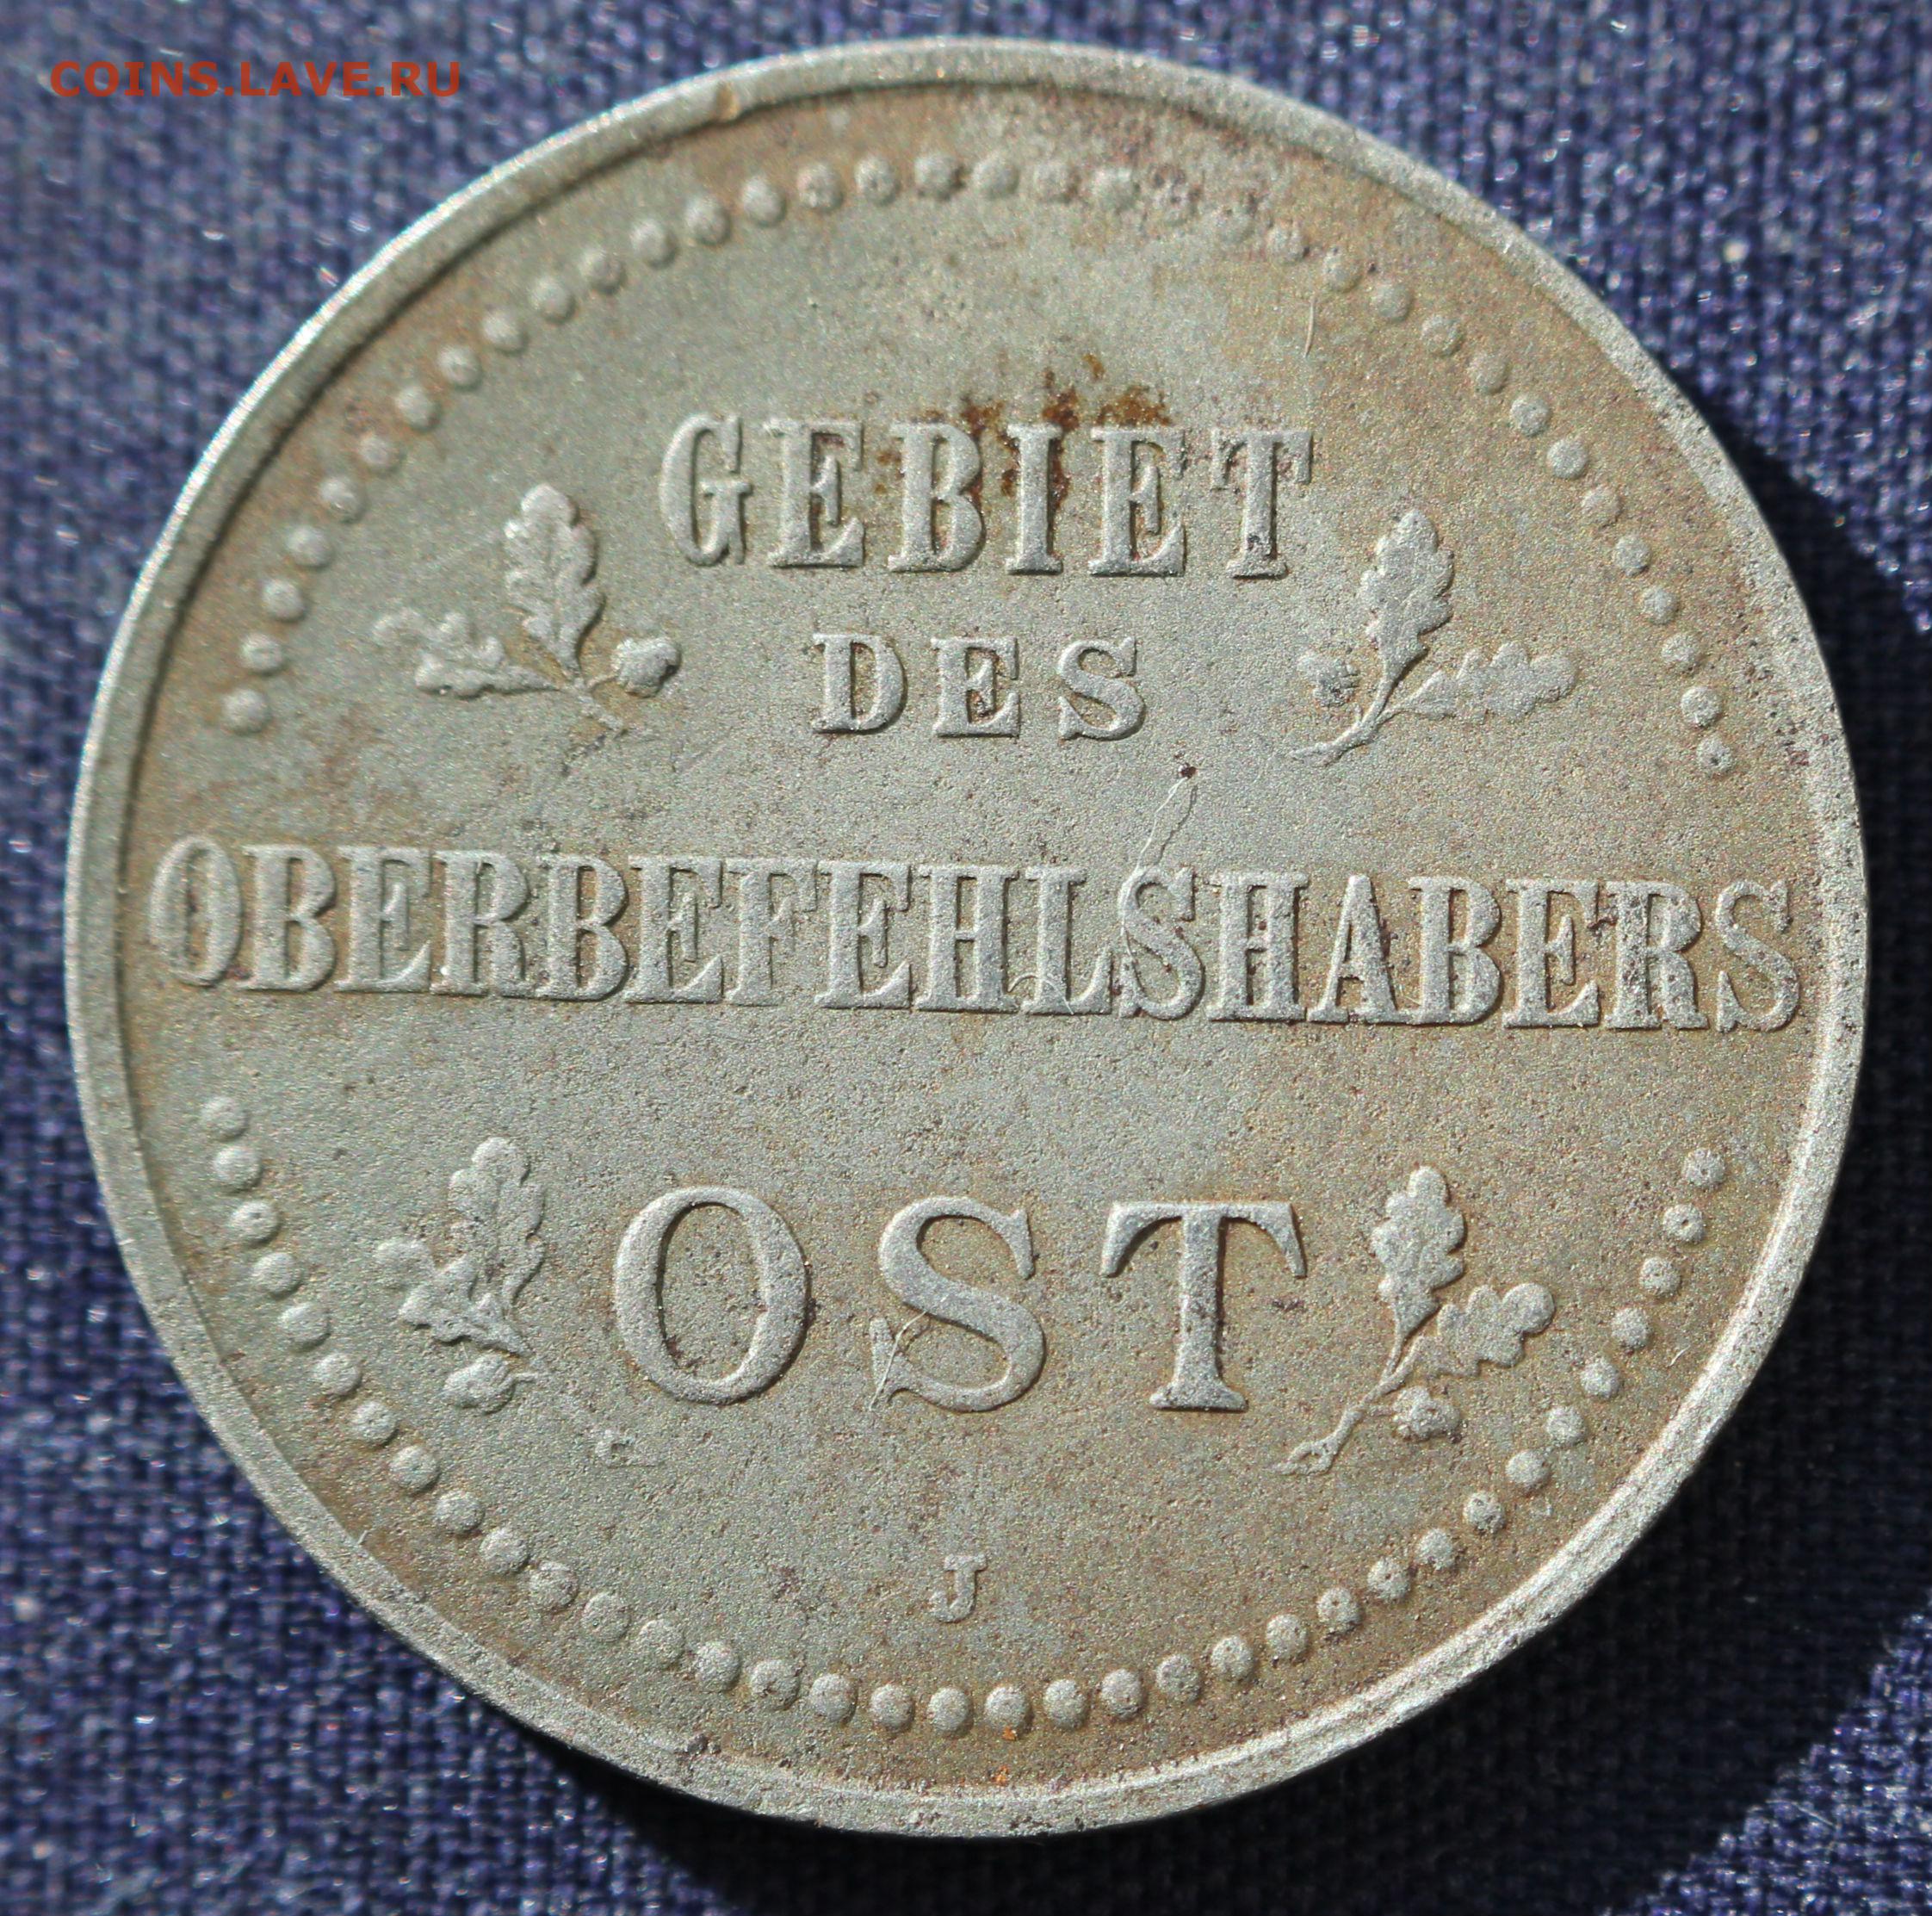 COINS.LAVE.RU
GEBIET
DES
OBERBEFEHLSHABERS
OST
J